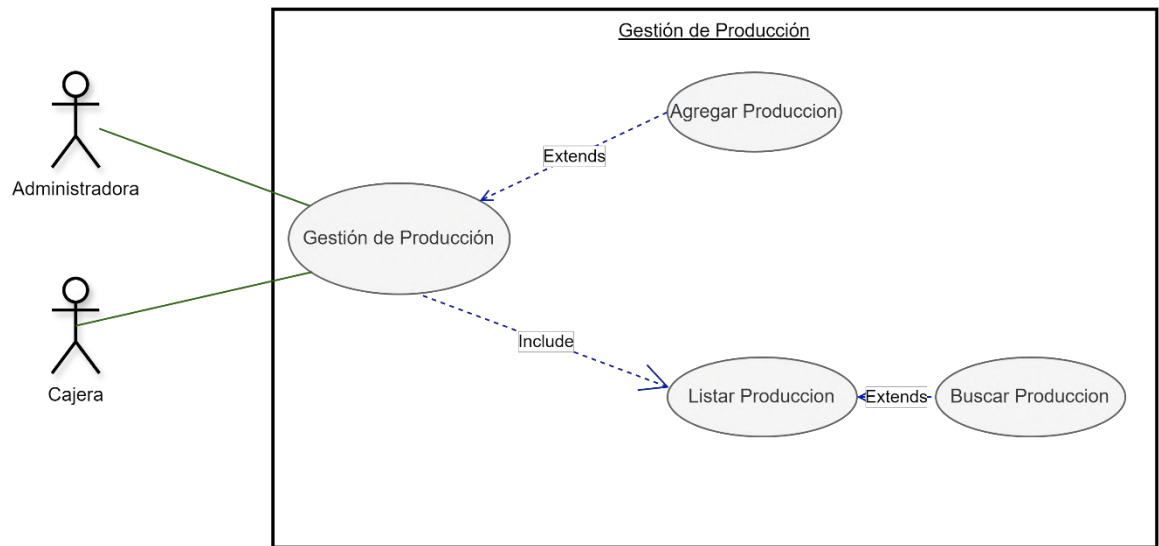 Gestión de Producción
Agregar Produccion
Extends
Administradora
Gestión de Producción
Include
Cajera
Listar Produccion
Extends
Buscar Produccion